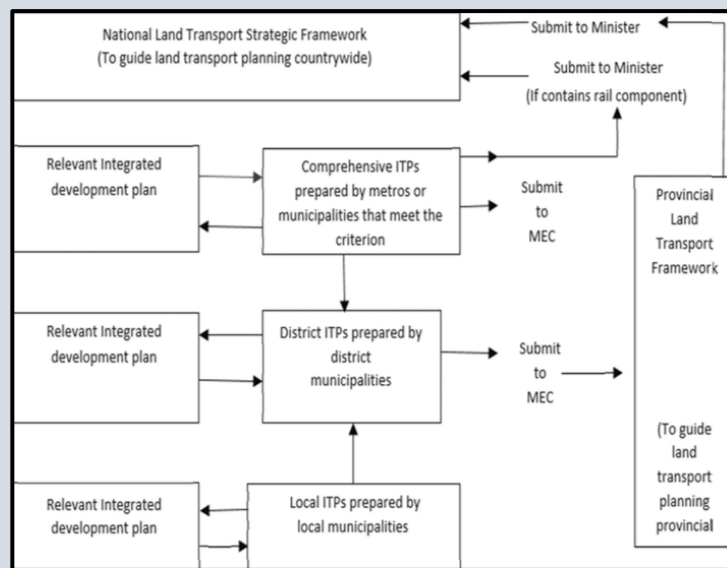 National Land Transport Strategic Framework
(To guide land transport planning countrywide)
Submit to Minister
Submit to Minister
(If contains rail component)
Relevant Integrated
development plan
Comprehensive ITPs
prepared by metros or
municipalities that meet the
criterion
Submit
to
MEC
Provincial
Land
Transport
Framework
Relevant Integrated
development plan
District ITPs prepared by
district
municipalities
Submit
to
MEC
(To guide
land
transport
planning
provincial
Relevant Integrated
development plan
Local ITPs prepared by
local municipalities